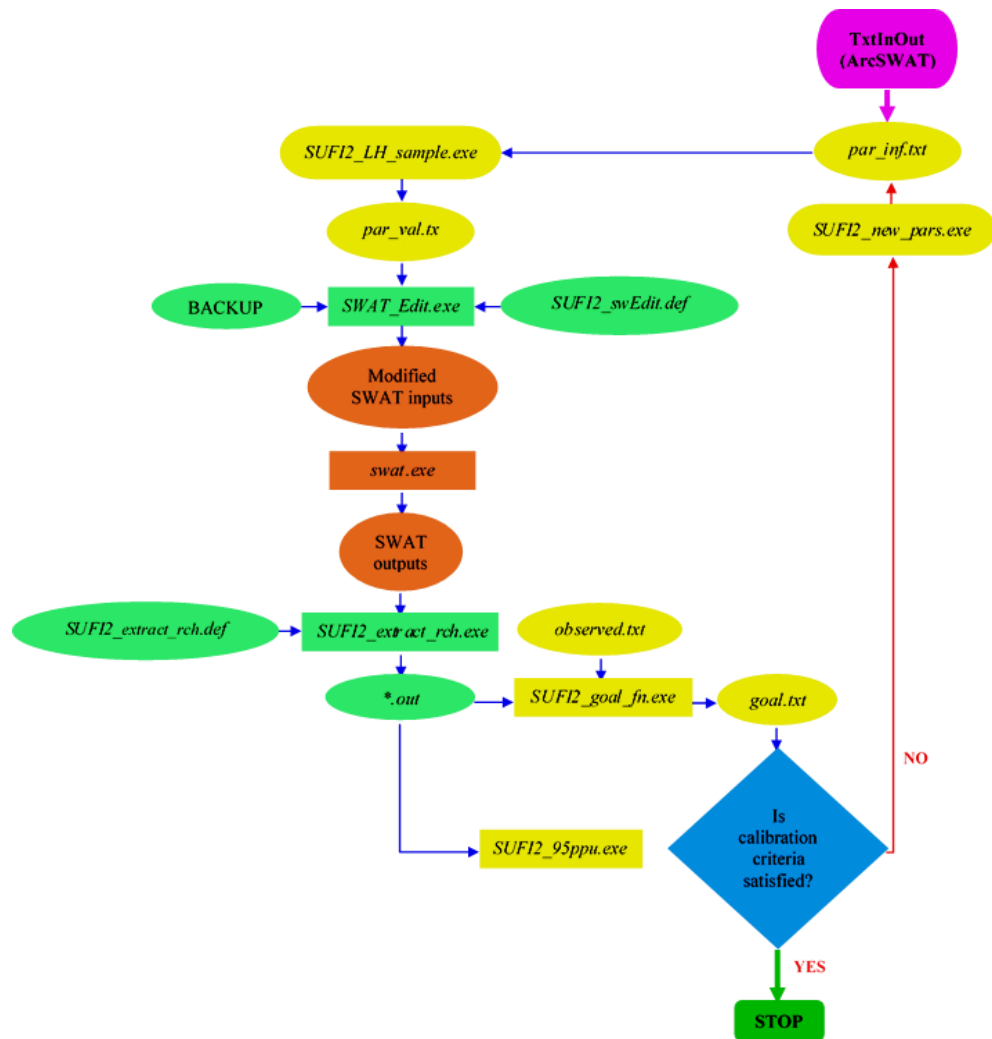 TxtInOut
(ArcSWAT)
SUFI2_LH_sample.exe
par_inf.txt
par_val.tx
SUFI2_new_pars.exe
BACKUP
SWAT_Edit.exe
SUFI2_swEdit.def
Modified
SWAT inputs
swat.exe
SWAT
outputs
SUFI2_extract_rch.def
SUFI2_extract_rch.exe
observed.txt
*.out
SUFI2_goal_fn.exe
goal.txt
NO
Is
calibration
criteria
satisfied?
SUFI2_95ppu.exe
YES
STOP